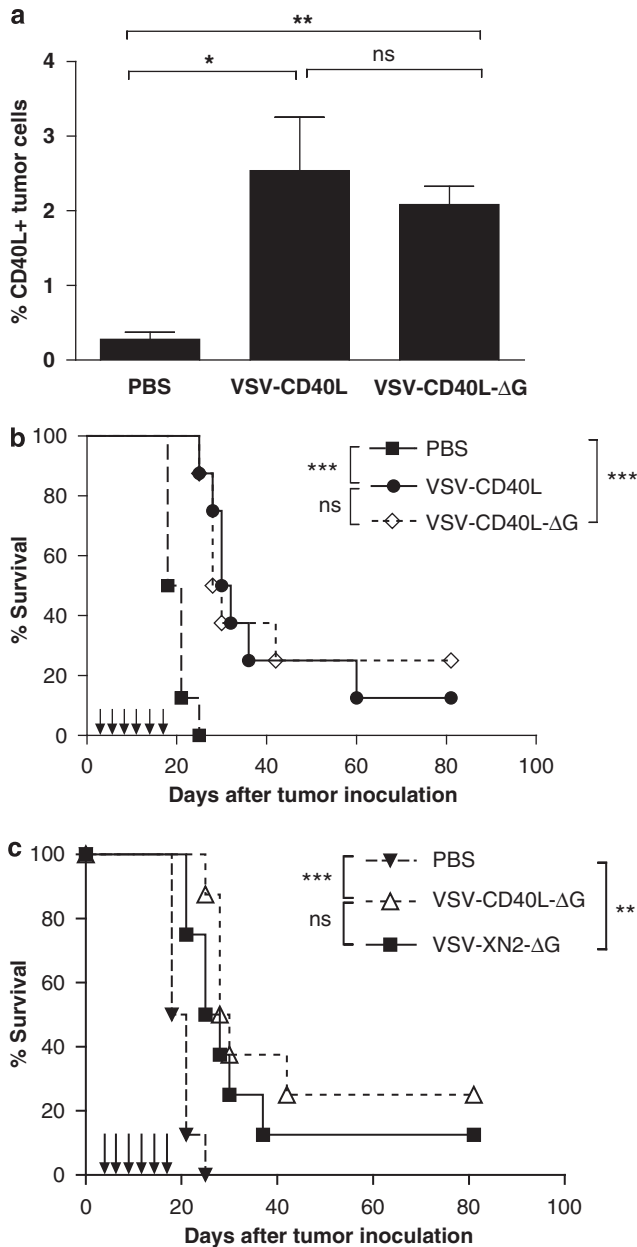 a
**
* ns
4
3
2
1
0
% CD40L+ tumor cells
PBS VSV-CD40L VSV-CD40L-ΔG
b
100
80
60
40
20
0
% Survival
0 20 40 60 80 100
Days after tumor inoculation
PBS
VSV-CD40L
VSV-CD40L-ΔG
***
ns
***
c
100
80
60
40
20
0
% Survival
0 20 40 60 80 100
Days after tumor inoculation
PBS
VSV-CD40L-ΔG
VSV-XN2-ΔG
***
ns
**